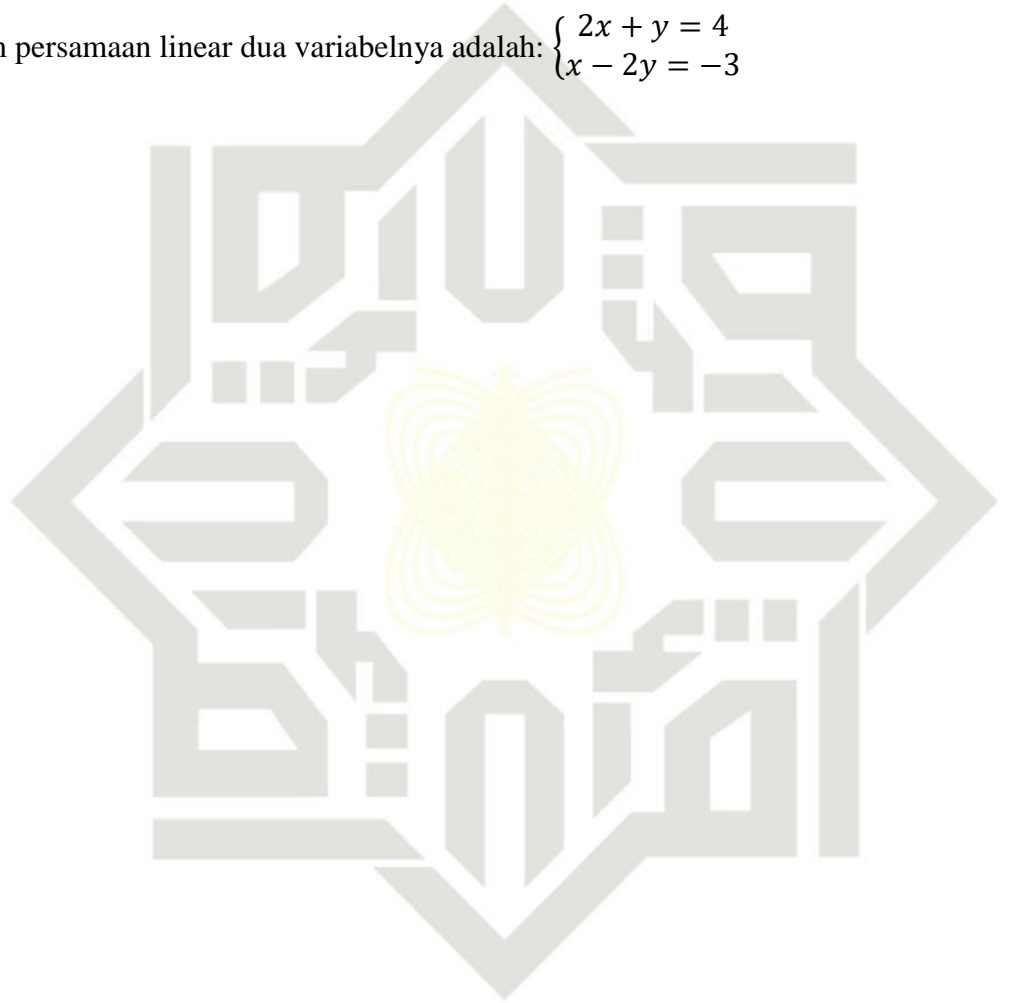 n persamaan linear dua variabelnya adalah: { 2x + y = 4
x − 2y = −3